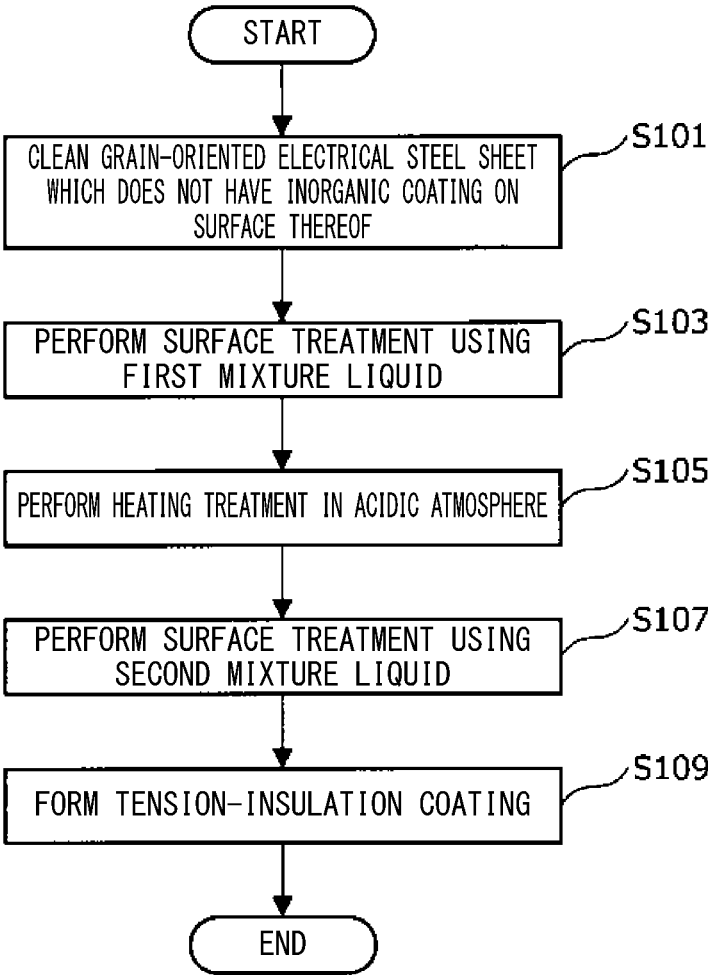 START
S101
CLEAN GRAIN-ORIENTED ELECTRICAL STEEL SHEET
WHICH DOES NOT HAVE INORGANIC COATING ON
SURFACE THEREOF
S103
PERFORM SURFACE TREATMENT USING
FIRST MIXTURE LIQUID
S105
PERFORM HEATING TREATMENT IN ACIDIC ATMOSPHERE
S107
PERFORM SURFACE TREATMENT USING
SECOND MIXTURE LIQUID
S109
FORM TENSION-INSULATION COATING
END